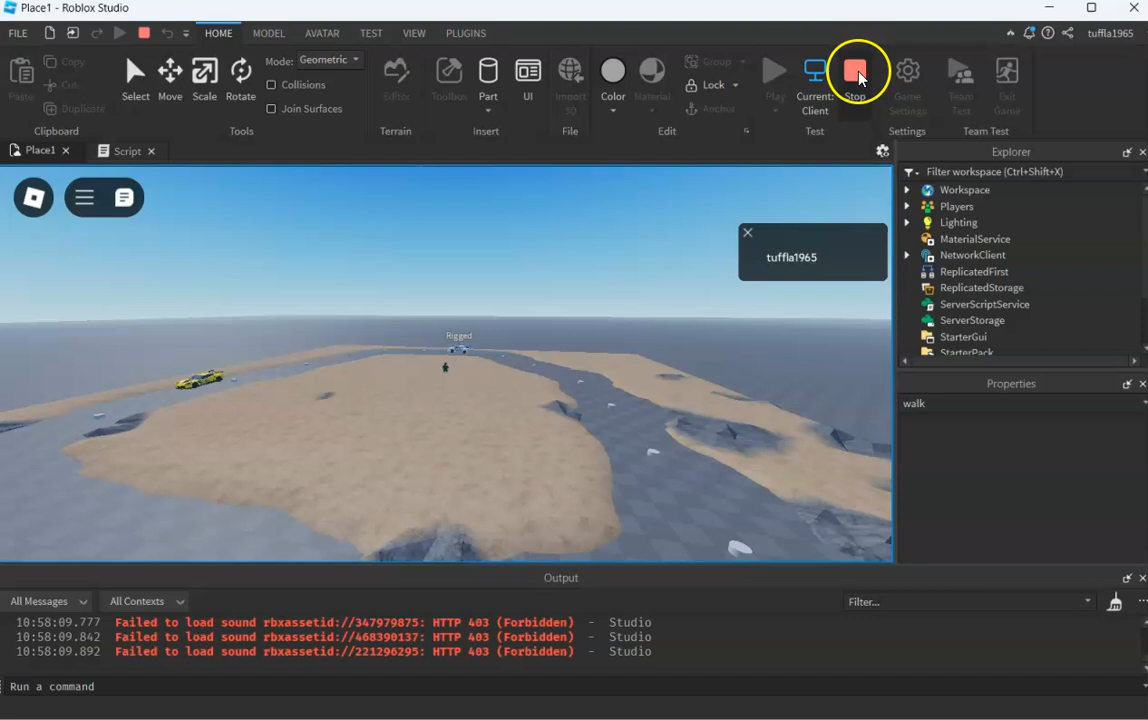 Place1 - Roblox Studio
FILE
HOME
MODEL
AVATAR
TEST
VIEW
PLUGINS
tuffla1965
Paste
Copy
Cut
Duplicate
Clipboard
Select
Move
Scale
Rotate
Mode: Geometric
Collisions
Join Surfaces
Tools
Editor
Terrain
Toolbox
Part
UI
Insert
Import
3D
File
Color
Material
Group
Lock
Anchor
Edit
Play
Current:
Client
Stop
Test
Game
Settings
Settings
Team
Test
Exit
Game
Team Test
Place1
Script
tuffla1965
Rigged
Explorer
Filter workspace (Ctrl+Shift+X)
Workspace
Players
Lighting
MaterialService
NetworkClient
ReplicatedFirst
ReplicatedStorage
ServerScriptService
ServerStorage
StarterGui
StarterPack
Properties
walk
Output
All Messages
All Contexts
Filter...
10:58:09.777 Failed to load sound rbxassetid://347979875: HTTP 403 (Forbidden) - Studio
10:58:09.842 Failed to load sound rbxassetid://468390137: HTTP 403 (Forbidden) - Studio
10:58:09.892 Failed to load sound rbxassetid://221296295: HTTP 403 (Forbidden) - Studio
Run a command